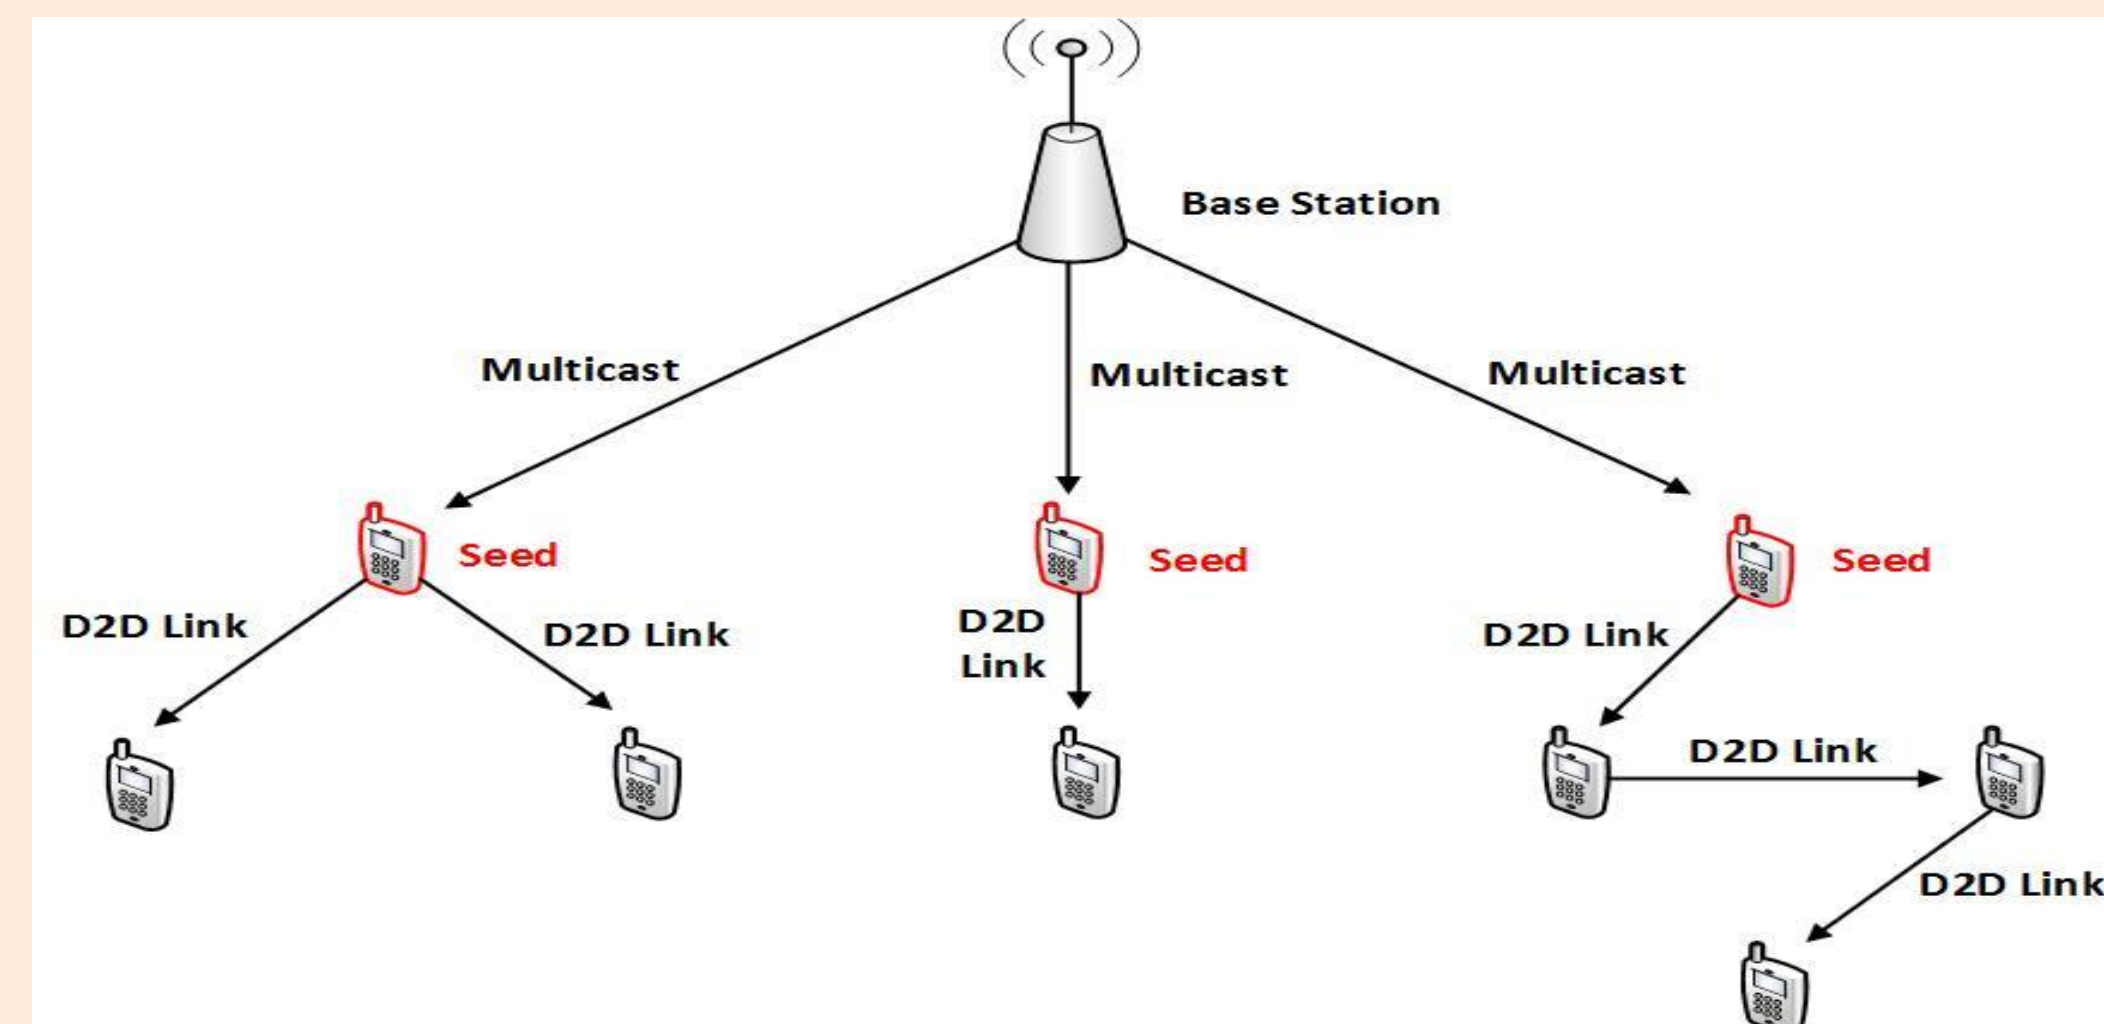 Base Station
Multicast
Multicast
Multicast
Seed
Seed
Seed
D2D Link
D2D Link
D2D
Link
D2D Link
D2D Link
D2D Link